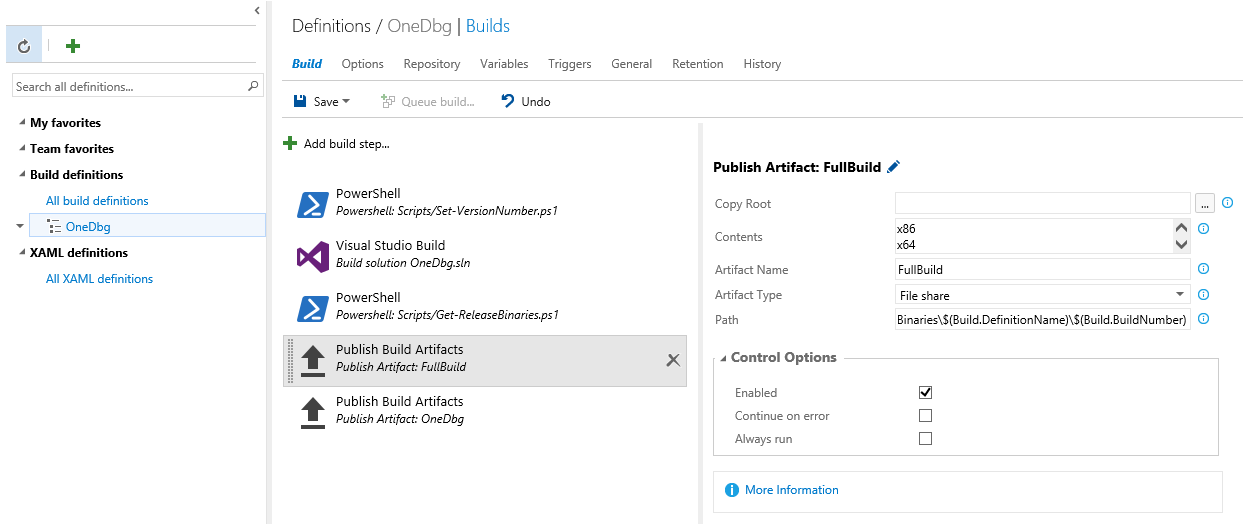 Definitions / OneDbg | Builds
Build Options Repository Variables Triggers General Retention History
Save Queue build... Undo
Search all definitions...
My favorites
Team favorites
Build definitions
All build definitions
OneDbg
XAML definitions
All XAML definitions
Add build step...
PowerShell
Powershell: Scripts/Set-VersionNumber.ps1
Visual Studio Build
Build solution OneDbg.sln
PowerShell
Powershell: Scripts/Get-ReleaseBinaries.ps1
Publish Build Artifacts
Publish Artifact: FullBuild
Publish Build Artifacts
Publish Artifact: OneDbg
Publish Artifact: FullBuild
Copy Root ...
Contents x86
x64
Artifact Name FullBuild
Artifact Type File share
Path Binaries\$(Build.DefinitionName)\$(Build.BuildNumber)
Control Options
Enabled
Continue on error
Always run
More Information